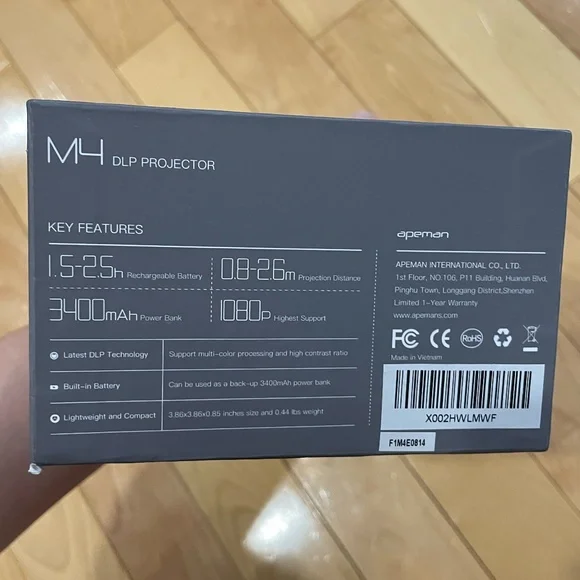 M4 DLP PROJECTOR
KEY FEATURES
1.5-2.5h Rechargeable Battery
0.8-2.6m Projection Distance
3400mAh Power Bank
1080P Highest Support
Latest DLP Technology
Support multi-color processing and high contrast ratio
Built-in Battery
Can be used as a back-up 3400mAh power bank
Lightweight and Compact
3.86x3.86x0.85 inches size and 0.44 lbs weight
apeman
APEMAN INTERNATIONAL CO., LTD.
1st Floor, NO.106, P11 Building, Huanan Blvd,
Pinghu Town, Longgang District,Shenzhen
Limited 1-Year Warranty
www.apemans.com
FC CE RoHS
Made in Vietnam
X002HWLMWF
F1M4E0814